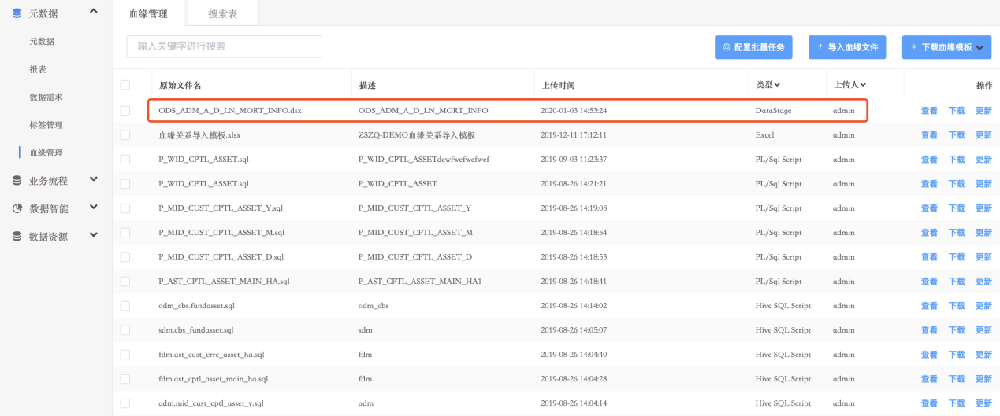 元数据
元数据
报表
数据需求
标签管理
血缘管理
业务流程
数据智能
数据资源
血缘管理 搜索表
输入关键字进行搜索 配置批量任务 导入血缘文件 下载血缘模板
原始文件名 描述 上传时间 类型 上传人 操作
ODS_ADM_A_D_LN_MORT_INFO.dsx ODS_ADM_A_D_LN_MORT_INFO 2020-01-03 14:53:24 DataStage admin 查看 下载 更新
血缘关系导入模板.xlsx ZSZQ-DEMO血缘关系导入模板 2019-12-11 17:12:11 Excel admin 查看 下载 更新
P_WID_CPTL_ASSET.sql P_WID_CPTL_ASSETdewfwefwefwef 2019-09-03 11:23:37 PL/Sql Script admin 查看 下载 更新
P_WID_CPTL_ASSET.sql P_WID_CPTL_ASSET 2019-08-26 14:21:21 PL/Sql Script admin 查看 下载 更新
P_MID_CUST_CPTL_ASSET_Y.sql P_MID_CUST_CPTL_ASSET_Y 2019-08-26 14:19:08 PL/Sql Script admin 查看 下载 更新
P_MID_CUST_CPTL_ASSET_M.sql P_MID_CUST_CPTL_ASSET_M 2019-08-26 14:18:54 PL/Sql Script admin 查看 下载 更新
P_MID_CUST_CPTL_ASSET_D.sql P_MID_CUST_CPTL_ASSET_D 2019-08-26 14:18:53 PL/Sql Script admin 查看 下载 更新
P_AST_CPTL_ASSET_MAIN_HA.sql P_AST_CPTL_ASSET_MAIN_HA1 2019-08-26 14:18:41 PL/Sql Script admin 查看 下载 更新
odm_cbs.fundasset.sql odm_cbs 2019-08-26 14:14:02 Hive SQL Script admin 查看 下载 更新
sdm.cbs_fundasset.sql sdm 2019-08-26 14:05:07 Hive SQL Script admin 查看 下载 更新
fdm.ast_cust_crrc_asset_ha.sql fdm 2019-08-26 14:04:40 Hive SQL Script admin 查看 下载 更新
fdm.ast_cptl_asset_main_ha.sql fdm 2019-08-26 14:04:28 Hive SQL Script admin 查看 下载 更新
adm.mid_cust_cptl_asset_y.sql adm 2019-08-26 14:04:14 Hive SQL Script admin 查看 下载 更新